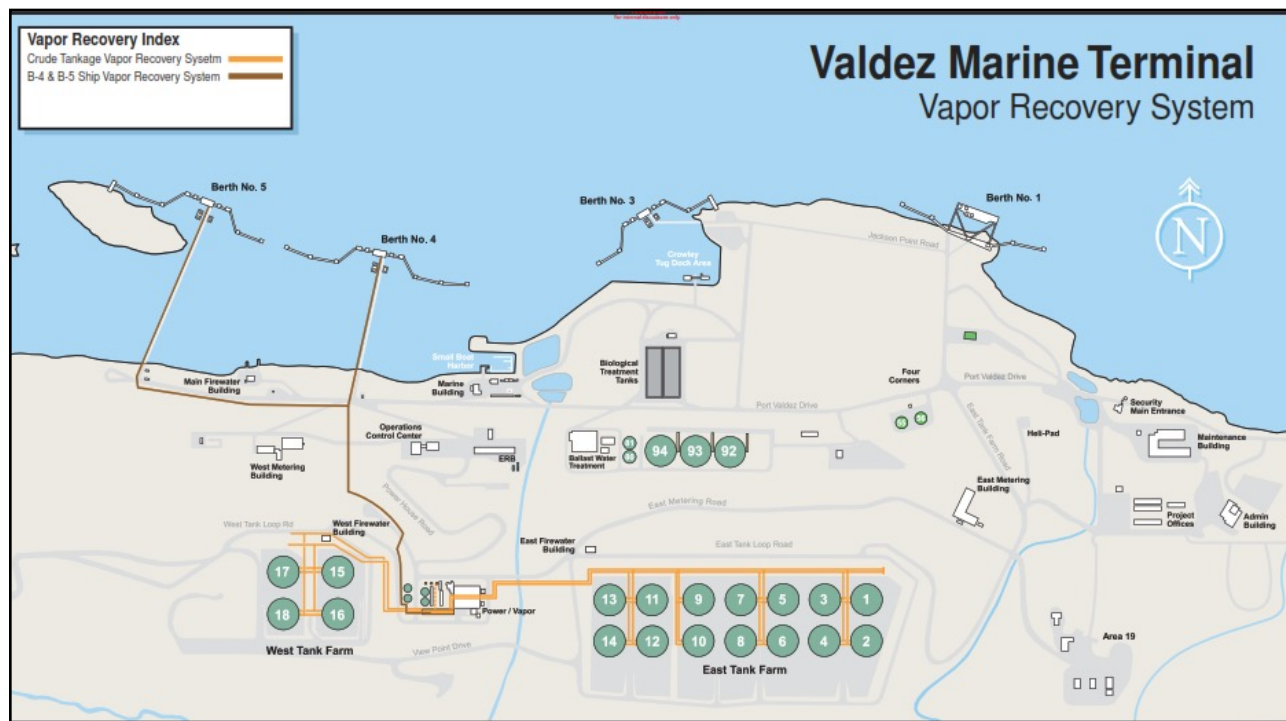 For internal distribution only
Vapor Recovery Index
Crude Tankage Vapor Recovery Sysetm
B-4 & B-5 Ship Vapor Recovery System
Valdez Marine Terminal
Vapor Recovery System
N
Berth No. 5
Berth No. 4
Berth No. 3
Berth No. 1
Jackson Point Road
Crowley
Tug Dock Area
Small Boat
Harbor
Main Firewater
Building
Marine
Building
Biological
Treatment
Tanks
Four
Corners
Port Valdez Drive
Port Valdez Drive
Security
Main Entrance
East Tank Farm Road
Heli-Pad
Maintenance
Building
Operations
Control Center
ERB
West Metering
Building
Ballast Water
Treatment
94
93
92
55
East Metering
Building
East Metering Road
Power House Road
Project
Offices
Admin
Building
West Tank Loop Rd
West Firewater
Building
East Firewater
Building
East Tank Loop Road
17
15
18
16
Power / Vapor
West Tank Farm
View Point Drive
13
11
9
7
5
3
1
14
12
10
8
6
4
2
East Tank Farm
Area 19